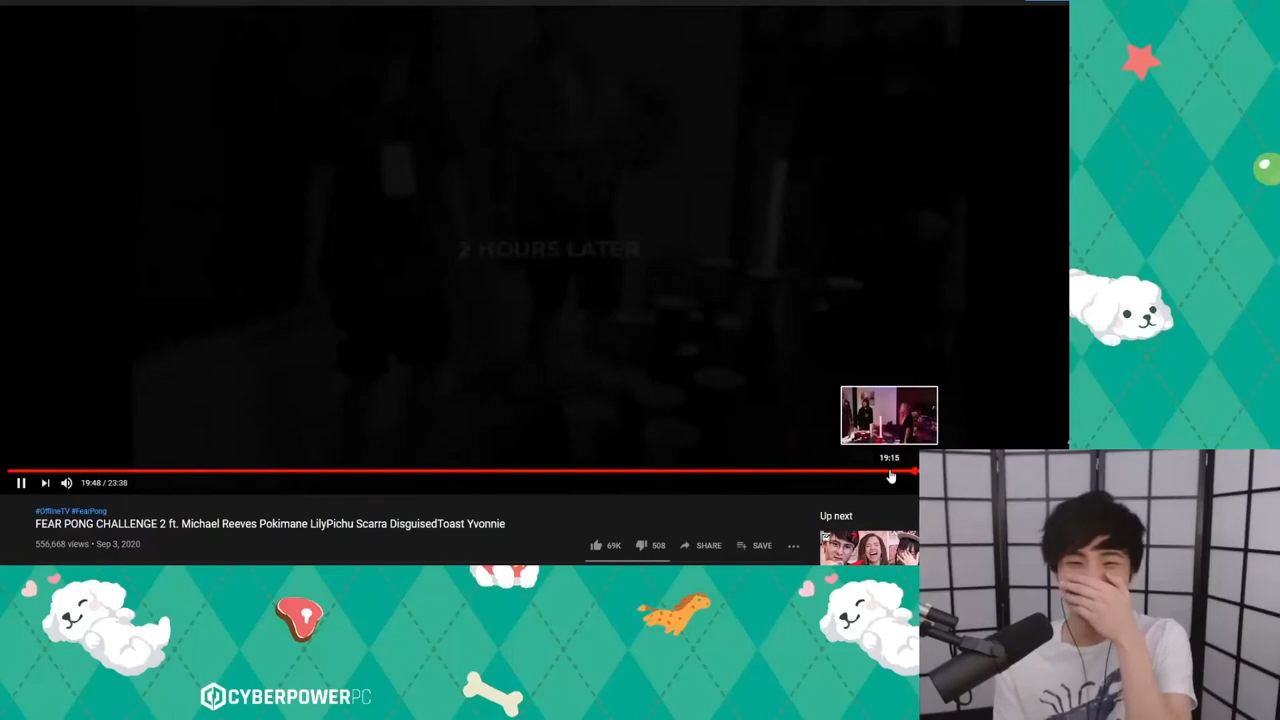 2 HOURS LATER
19:15
19:48 / 23:38
#OfflineTV #FearPong
FEAR PONG CHALLENGE 2 ft. Michael Reeves Pokimane LilyPichu Scarra DisguisedToast Yvonnie
556,668 views • Sep 3, 2020
69K
508
SHARE
SAVE
Up next
CYBERPOWERPC